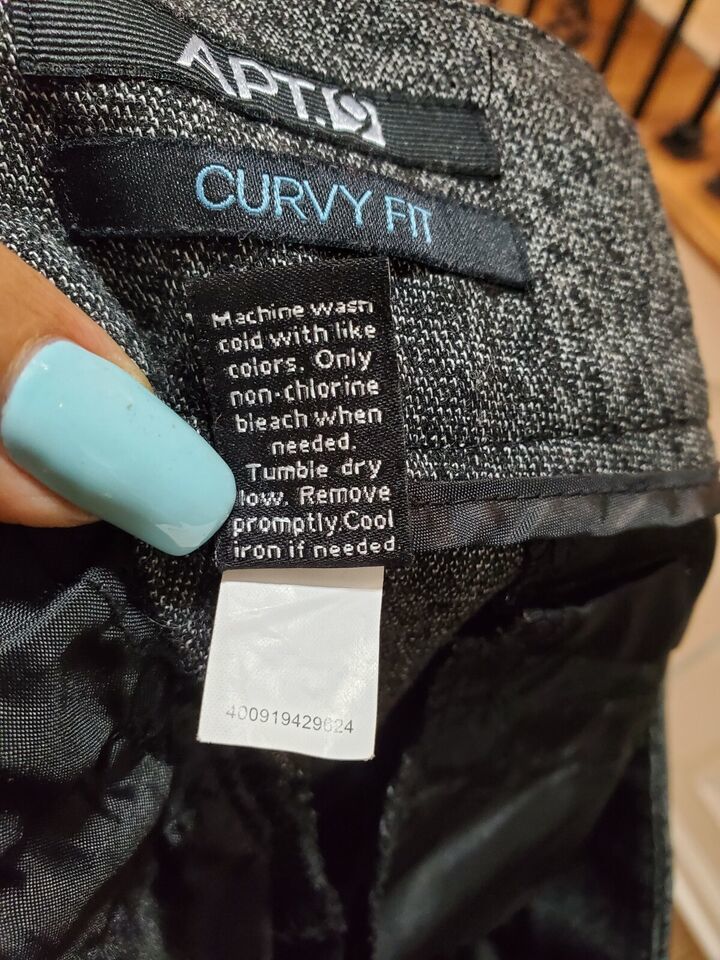 APT.9
CURVY FIT
Machine wash
cold with like
colors. Only
non-chlorine
bleach when
needed.
Tumble dry
low. Remove
promptly.Cool
iron if needed
400919429624